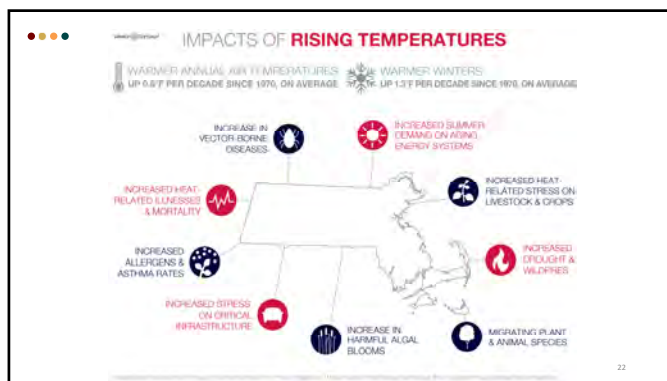 IMPACTS OF RISING TEMPERATURES
WARMER ANNUAL AIR TEMPERATURES
UP 0.5°F PER DECADE SINCE 1970, ON AVERAGE
WARMER WINTERS
UP 1.3°F PER DECADE SINCE 1970, ON AVERAGE
INCREASE IN
VECTOR-BORNE
DISEASES
INCREASED SUMMER
DEMAND ON AGING
ENERGY SYSTEMS
INCREASED HEAT-
RELATED ILLNESSES
& MORTALITY
INCREASED HEAT-
RELATED STRESS ON
LIVESTOCK & CROPS
INCREASED
ALLERGENS &
ASTHMA RATES
INCREASED
DROUGHT &
WILDFIRES
INCREASED STRESS
ON CRITICAL
INFRASTRUCTURE
INCREASE IN
HARMFUL ALGAL
BLOOMS
MIGRATING PLANT
& ANIMAL SPECIES
22